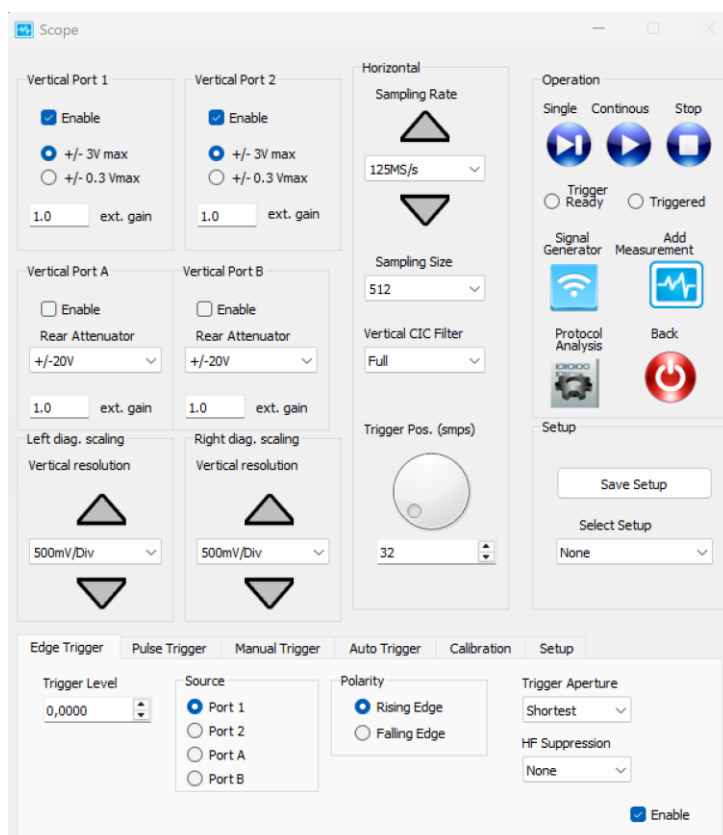 Scope
Vertical Port 1
Enable
+/- 3V max
+/- 0.3 Vmax
1.0 ext. gain
Vertical Port 2
Enable
+/- 3V max
+/- 0.3 Vmax
1.0 ext. gain
Vertical Port A
Enable
Rear Attenuator
+/-20V
1.0 ext. gain
Vertical Port B
Enable
Rear Attenuator
+/-20V
1.0 ext. gain
Left diag. scaling
Vertical resolution
500mV/Div
Right diag. scaling
Vertical resolution
500mV/Div
Horizontal
Sampling Rate
125MS/s
Sampling Size
512
Vertical CIC Filter
Full
Trigger Pos. (smps)
32
Operation
Single Continous Stop
Trigger
Ready
Triggered
Signal
Generator
Add
Measurement
Protocol
Analysis
IOIOIOO
Back
Setup
Save Setup
Select Setup
None
Edge Trigger Pulse Trigger Manual Trigger Auto Trigger Calibration Setup
Trigger Level
0,0000
Source
Port 1
Port 2
Port A
Port B
Polarity
Rising Edge
Falling Edge
Trigger Aperture
Shortest
HF Suppression
None
Enable